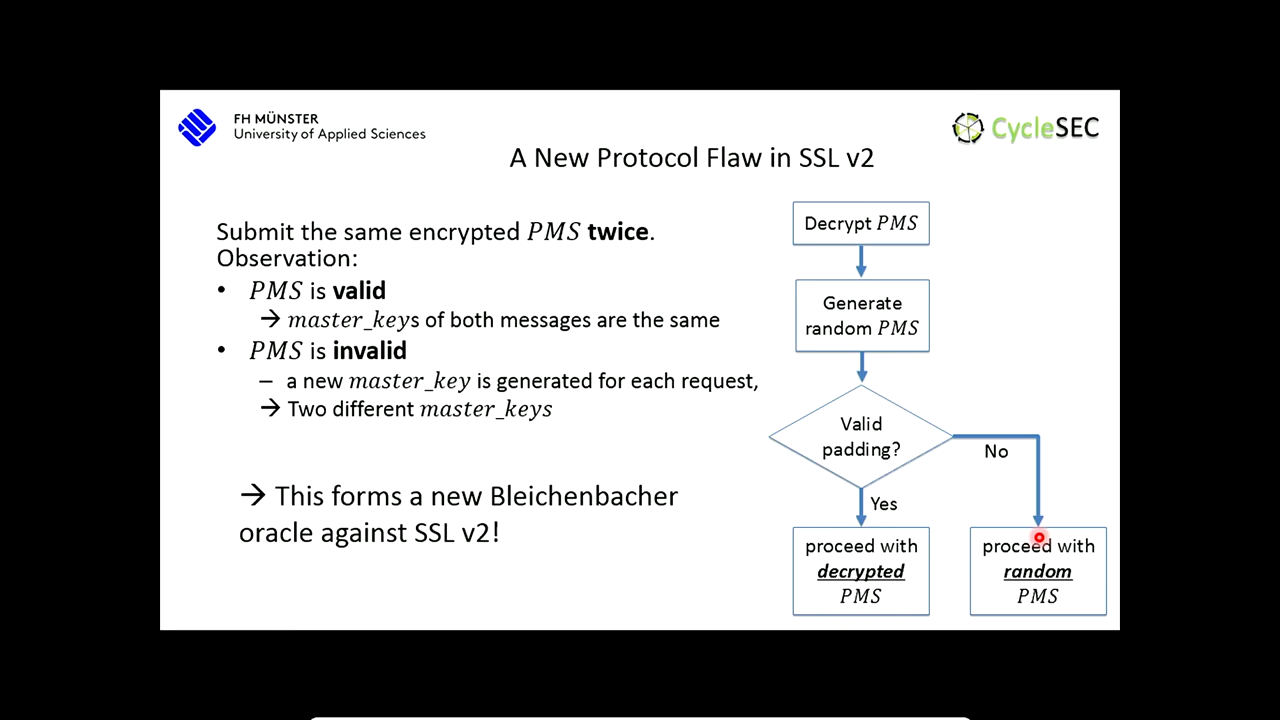 FH MÜNSTER
University of Applied Sciences
CycleSEC
A New Protocol Flaw in SSL v2
Submit the same encrypted PMS twice.
Observation:
• PMS is valid
→ master_keys of both messages are the same
• PMS is invalid
– a new master_key is generated for each request,
→ Two different master_keys
→ This forms a new Bleichenbacher
oracle against SSL v2!
Decrypt PMS
Generate
random PMS
Valid
padding?
No
Yes
proceed with
decrypted
PMS
proceed with
random
PMS